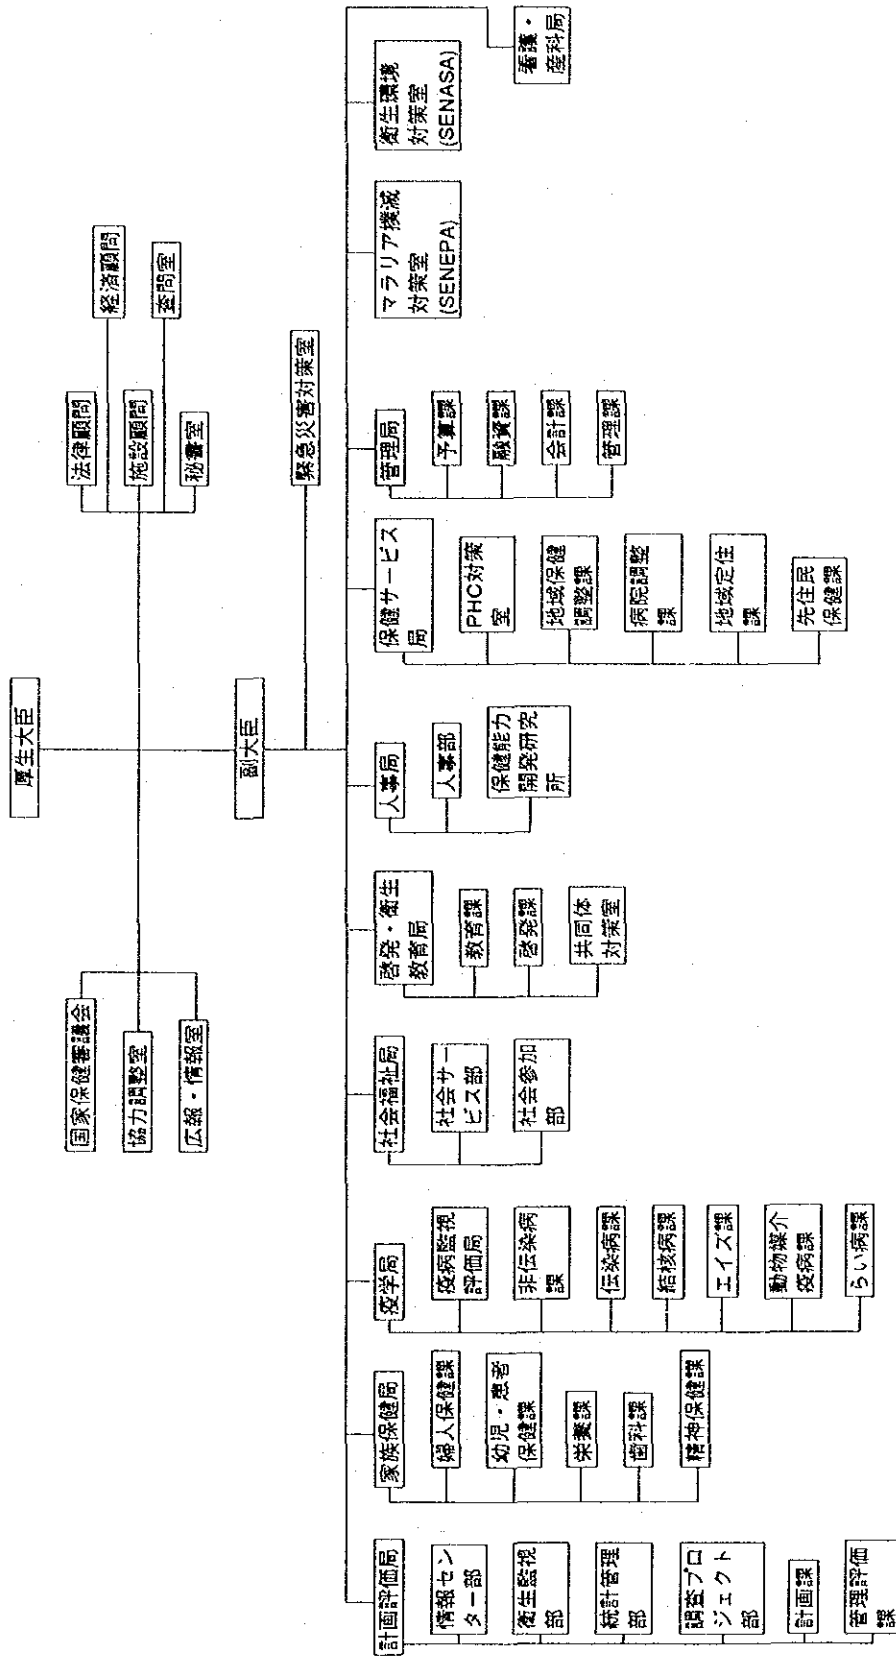 厚生大臣
国家保健審議会
協力調整室
広報・情報室
法律顧問
経済顧問
施設顧問
査問室
秘書室
副大臣
緊急災害対策室
計画評価局
情報セン
ター部
衛生監視
部
統計管理
部
調査プロ
ジェクト
部
計画課
管理評価
課
家族保健局
婦人保健課
幼児・患者
保健課
栄養課
歯科課
精神保健課
疫学局
疫病監視
評価局
非伝染病
課
伝染病課
結核病課
エイズ課
動物媒介
疫病課
らい病課
社会福祉局
社会サー
ビス部
社会参加
部
啓発・衛生
教育局
教育課
啓発課
共同体
対策室
人事局
人事部
保健能力
開発研究
所
保健サービス
局
PHC対策
室
地域保健
調整課
病院調整
課
地域定住
課
先住民
保健課
管理局
予算課
融資課
会計課
管理課
マラリア撲滅
対策室
(SENEPA)
衛生環境
対策室
(SENASA)
看護・
産科局